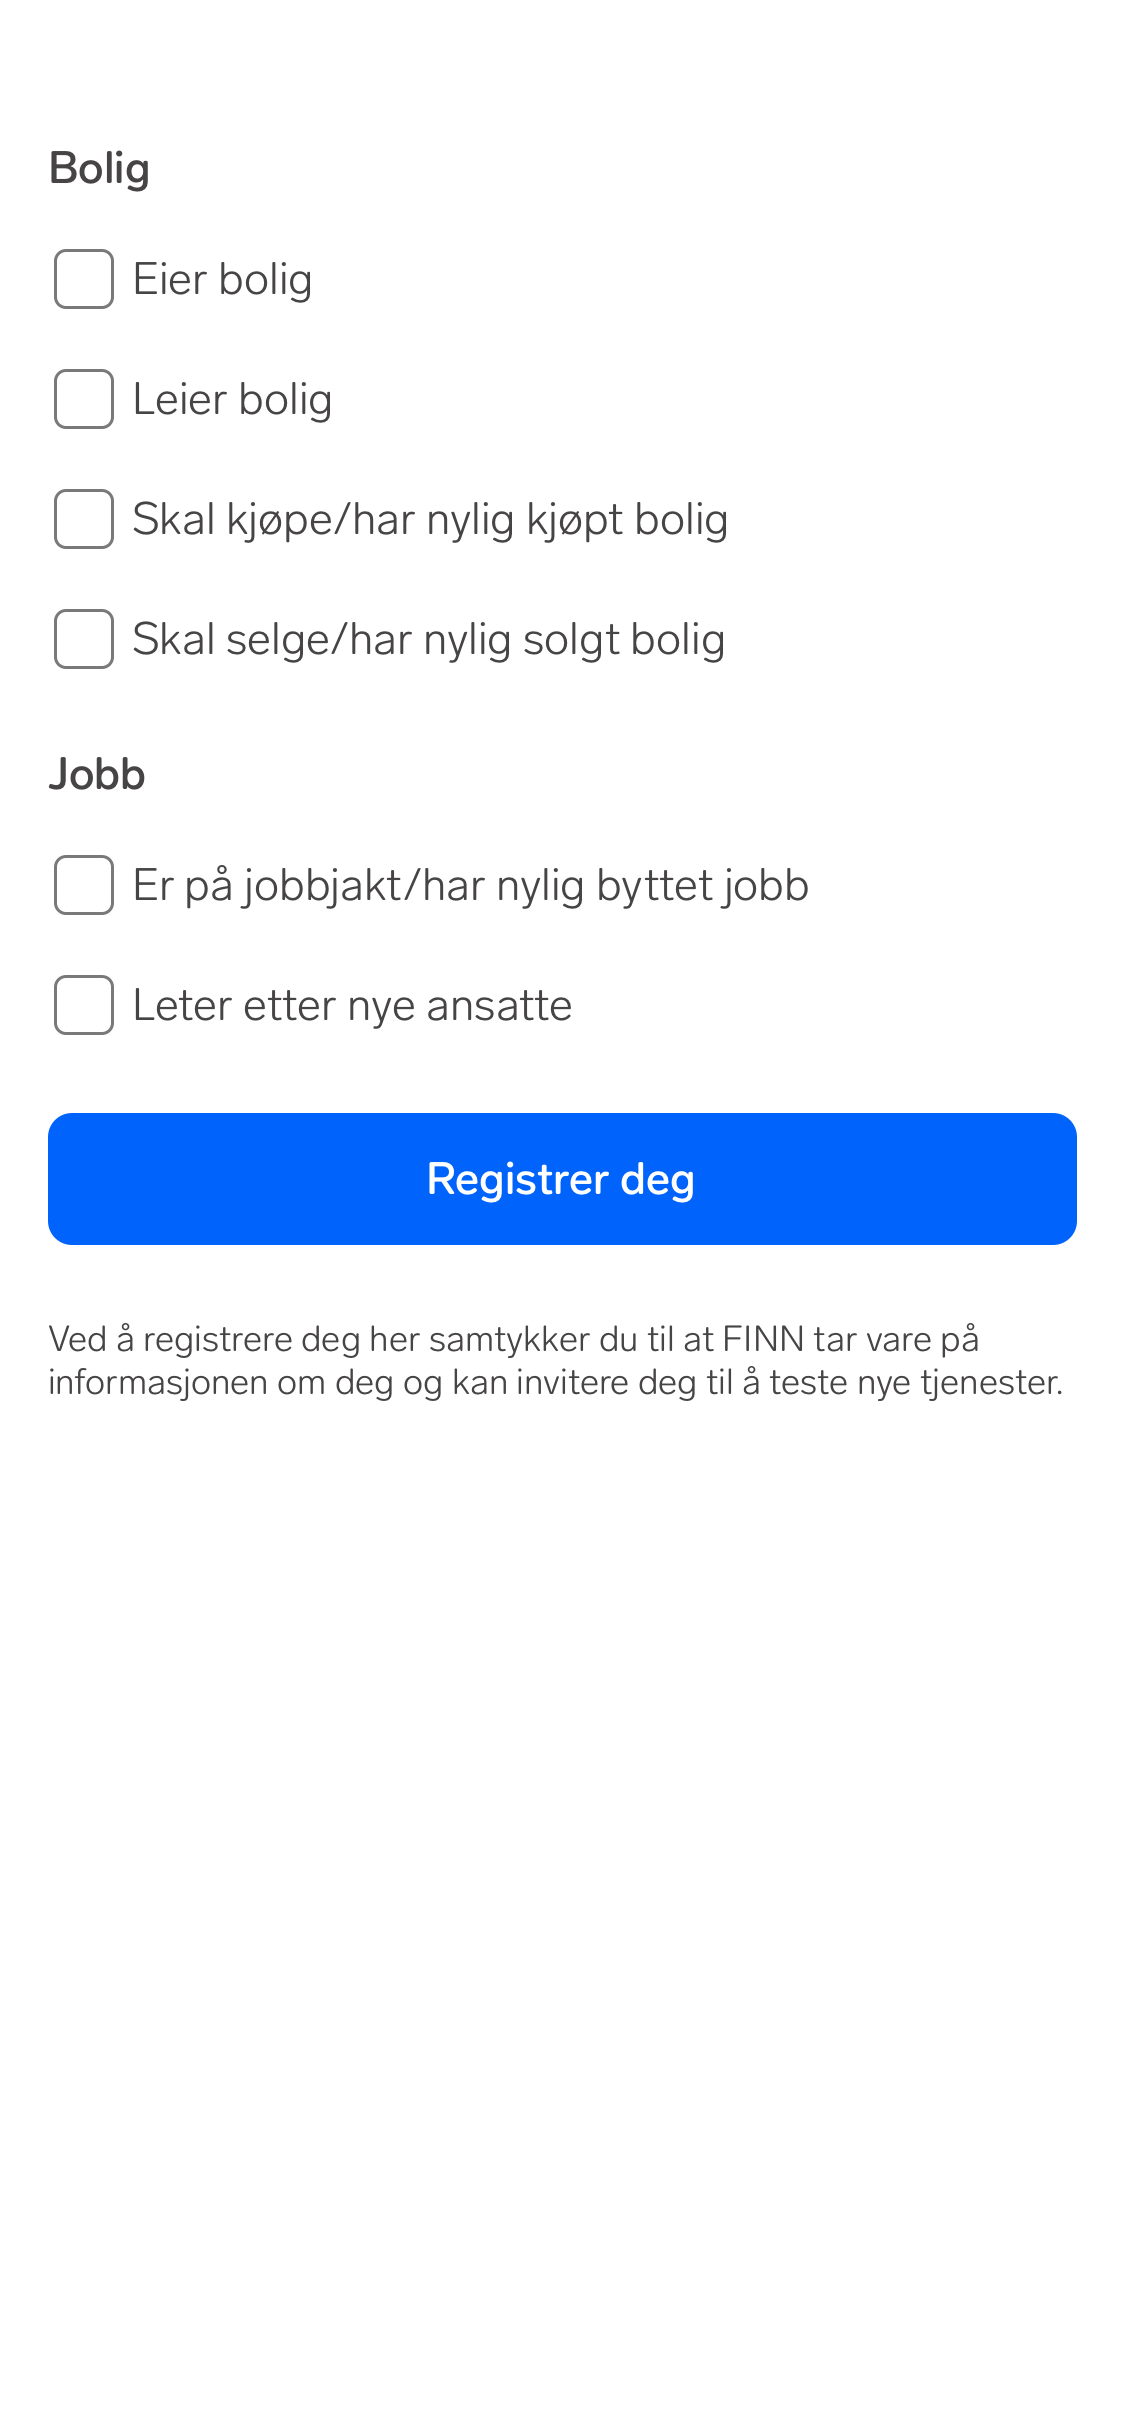 Bolig
Eier bolig
Leier bolig
Skal kjøpe/har nylig kjøpt bolig
Skal selge/har nylig solgt bolig
Jobb
Er på jobbjakt/har nylig byttet jobb
Leter etter nye ansatte
Registrer deg
Ved å registrere deg her samtykker du til at FINN tar vare på
informasjonen om deg og kan invitere deg til å teste nye tjenester.